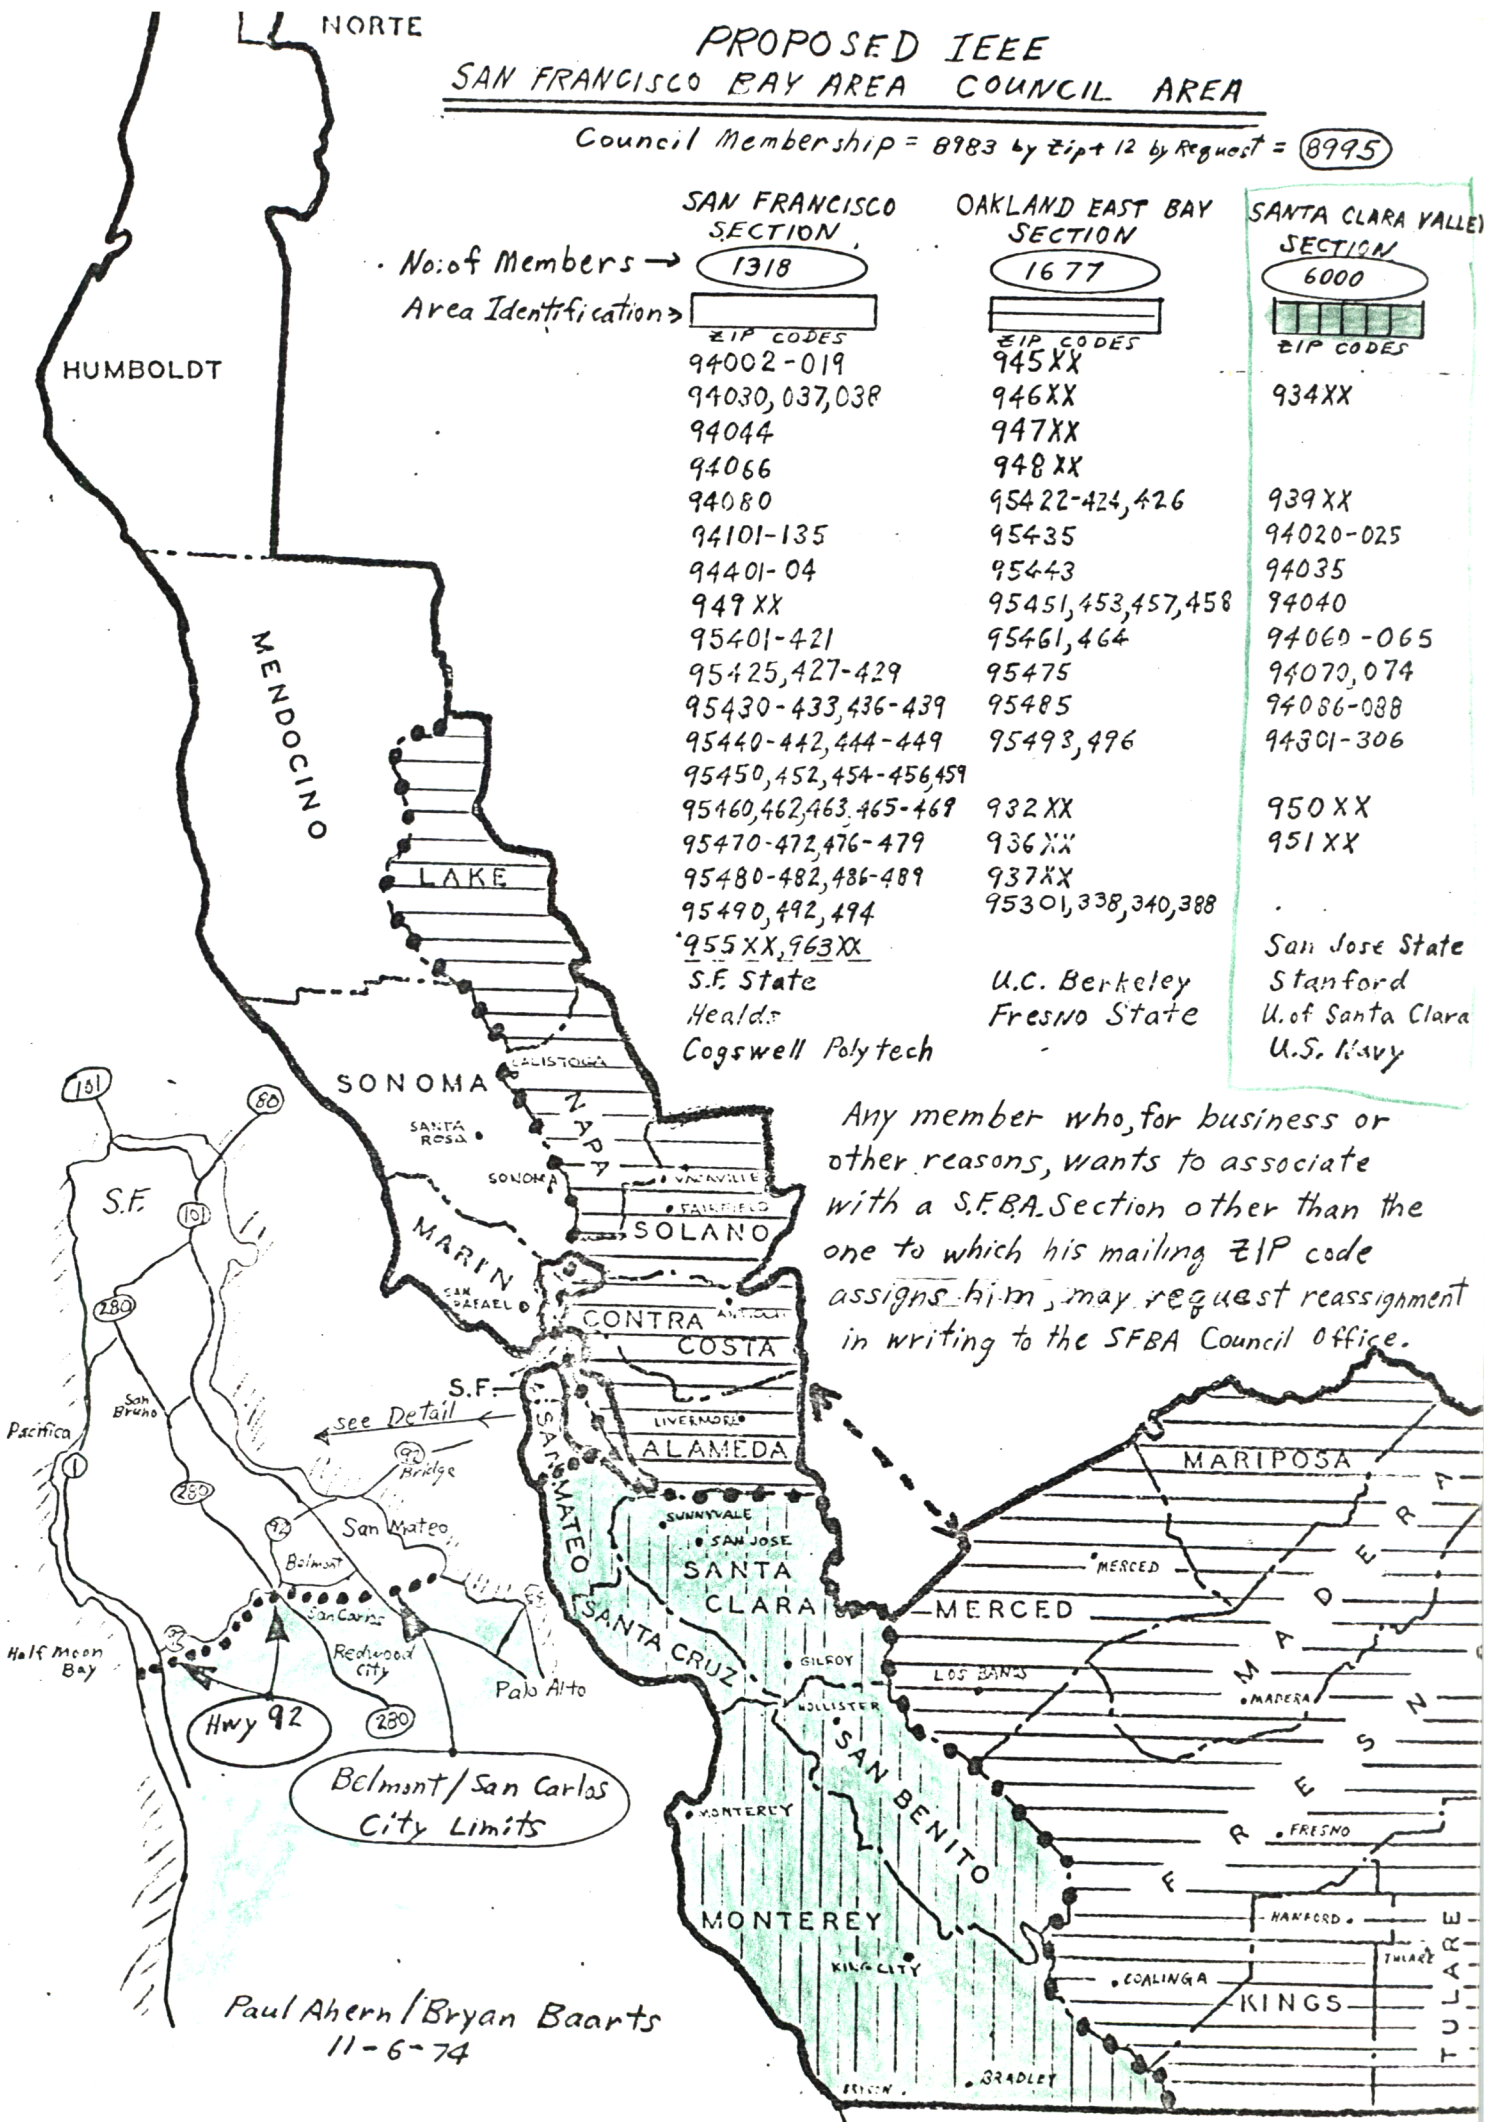 NORTE
PROPOSED IEEE
SAN FRANCISCO BAY AREA COUNCIL AREA
Council Membership = 8983 by Zip + 12 by Request = 8995
SAN FRANCISCO SECTION
OAKLAND EAST BAY SECTION
SANTA CLARA VALLEY SECTION
No. of Members → 1318 1677 6000
Area Identification →
ZIP CODES ZIP CODES ZIP CODES
94002-019 945XX
94030,037,038 946XX 934XX
94044 947XX
94066 948XX
94080 95422-424,426 939XX
94101-135 95435 94020-025
94401-04 95443 94035
949XX 95451,453,457,458 94040
95401-421 95461,464 94060-065
95425,427-429 95475 94070,074
95430-433,436-439 95485 94086-088
95440-442,444-449 95493,496 94301-306
95450,452,454-456,459
95460,462,463,465-469 932XX 950XX
95470-472,476-479 936XX 951XX
95480-482,486-489 937XX
95490,492,494 95301,338,340,388
955XX,963XX San Jose State
S.F. State U.C. Berkeley Stanford
Healds Fresno State U. of Santa Clara
Cogswell Polytech U.S. Navy
Any member who, for business or
other reasons, wants to associate
with a S.F.B.A. Section other than the
one to which his mailing ZIP code
assigns him, may request reassignment
in writing to the SFBA Council Office.
HUMBOLDT
MENDOCINO
LAKE
CALISTOGA
SONOMA
NAPA
SANTA ROSA
SONOMA
VACAVILLE
FAIRFIELD
SOLANO
MARIN
SAN RAFAEL
CONTRA COSTA
ANTIOCH
S.F.
SAN MATEO
LIVERMORE
ALAMEDA
SUNNYVALE
SAN JOSE
SANTA CLARA
SANTA CRUZ
GILROY
HOLLISTER
SAN BENITO
MONTEREY
MONTEREY
KING CITY
BRADLEY
MARIPOSA
MERCED
MERCED
LOS BANOS
MADERA
MADERA
FRESNO
FRESNO
HANFORD
TULARE
TULARE
COALINGA
KINGS
see Detail
101
80
S.F.
101
280
San Bruno
Pacifica
1
280
92
Bridge
92
San Mateo
Belmont
San Carlos
Redwood City
92
Half Moon Bay
Palo Alto
Hwy 92
280
Belmont/San Carlos
City Limits
Paul Ahern/Bryan Baarts
11-6-74